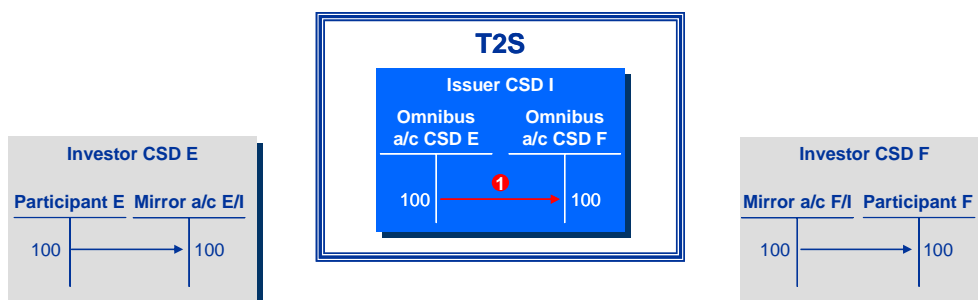 T2S
Issuer CSD I
Omnibus Omnibus
a/c CSD E a/c CSD F
1
100 100
Investor CSD E
Participant E Mirror a/c E/I
100 100
Investor CSD F
Mirror a/c F/I Participant F
100 100